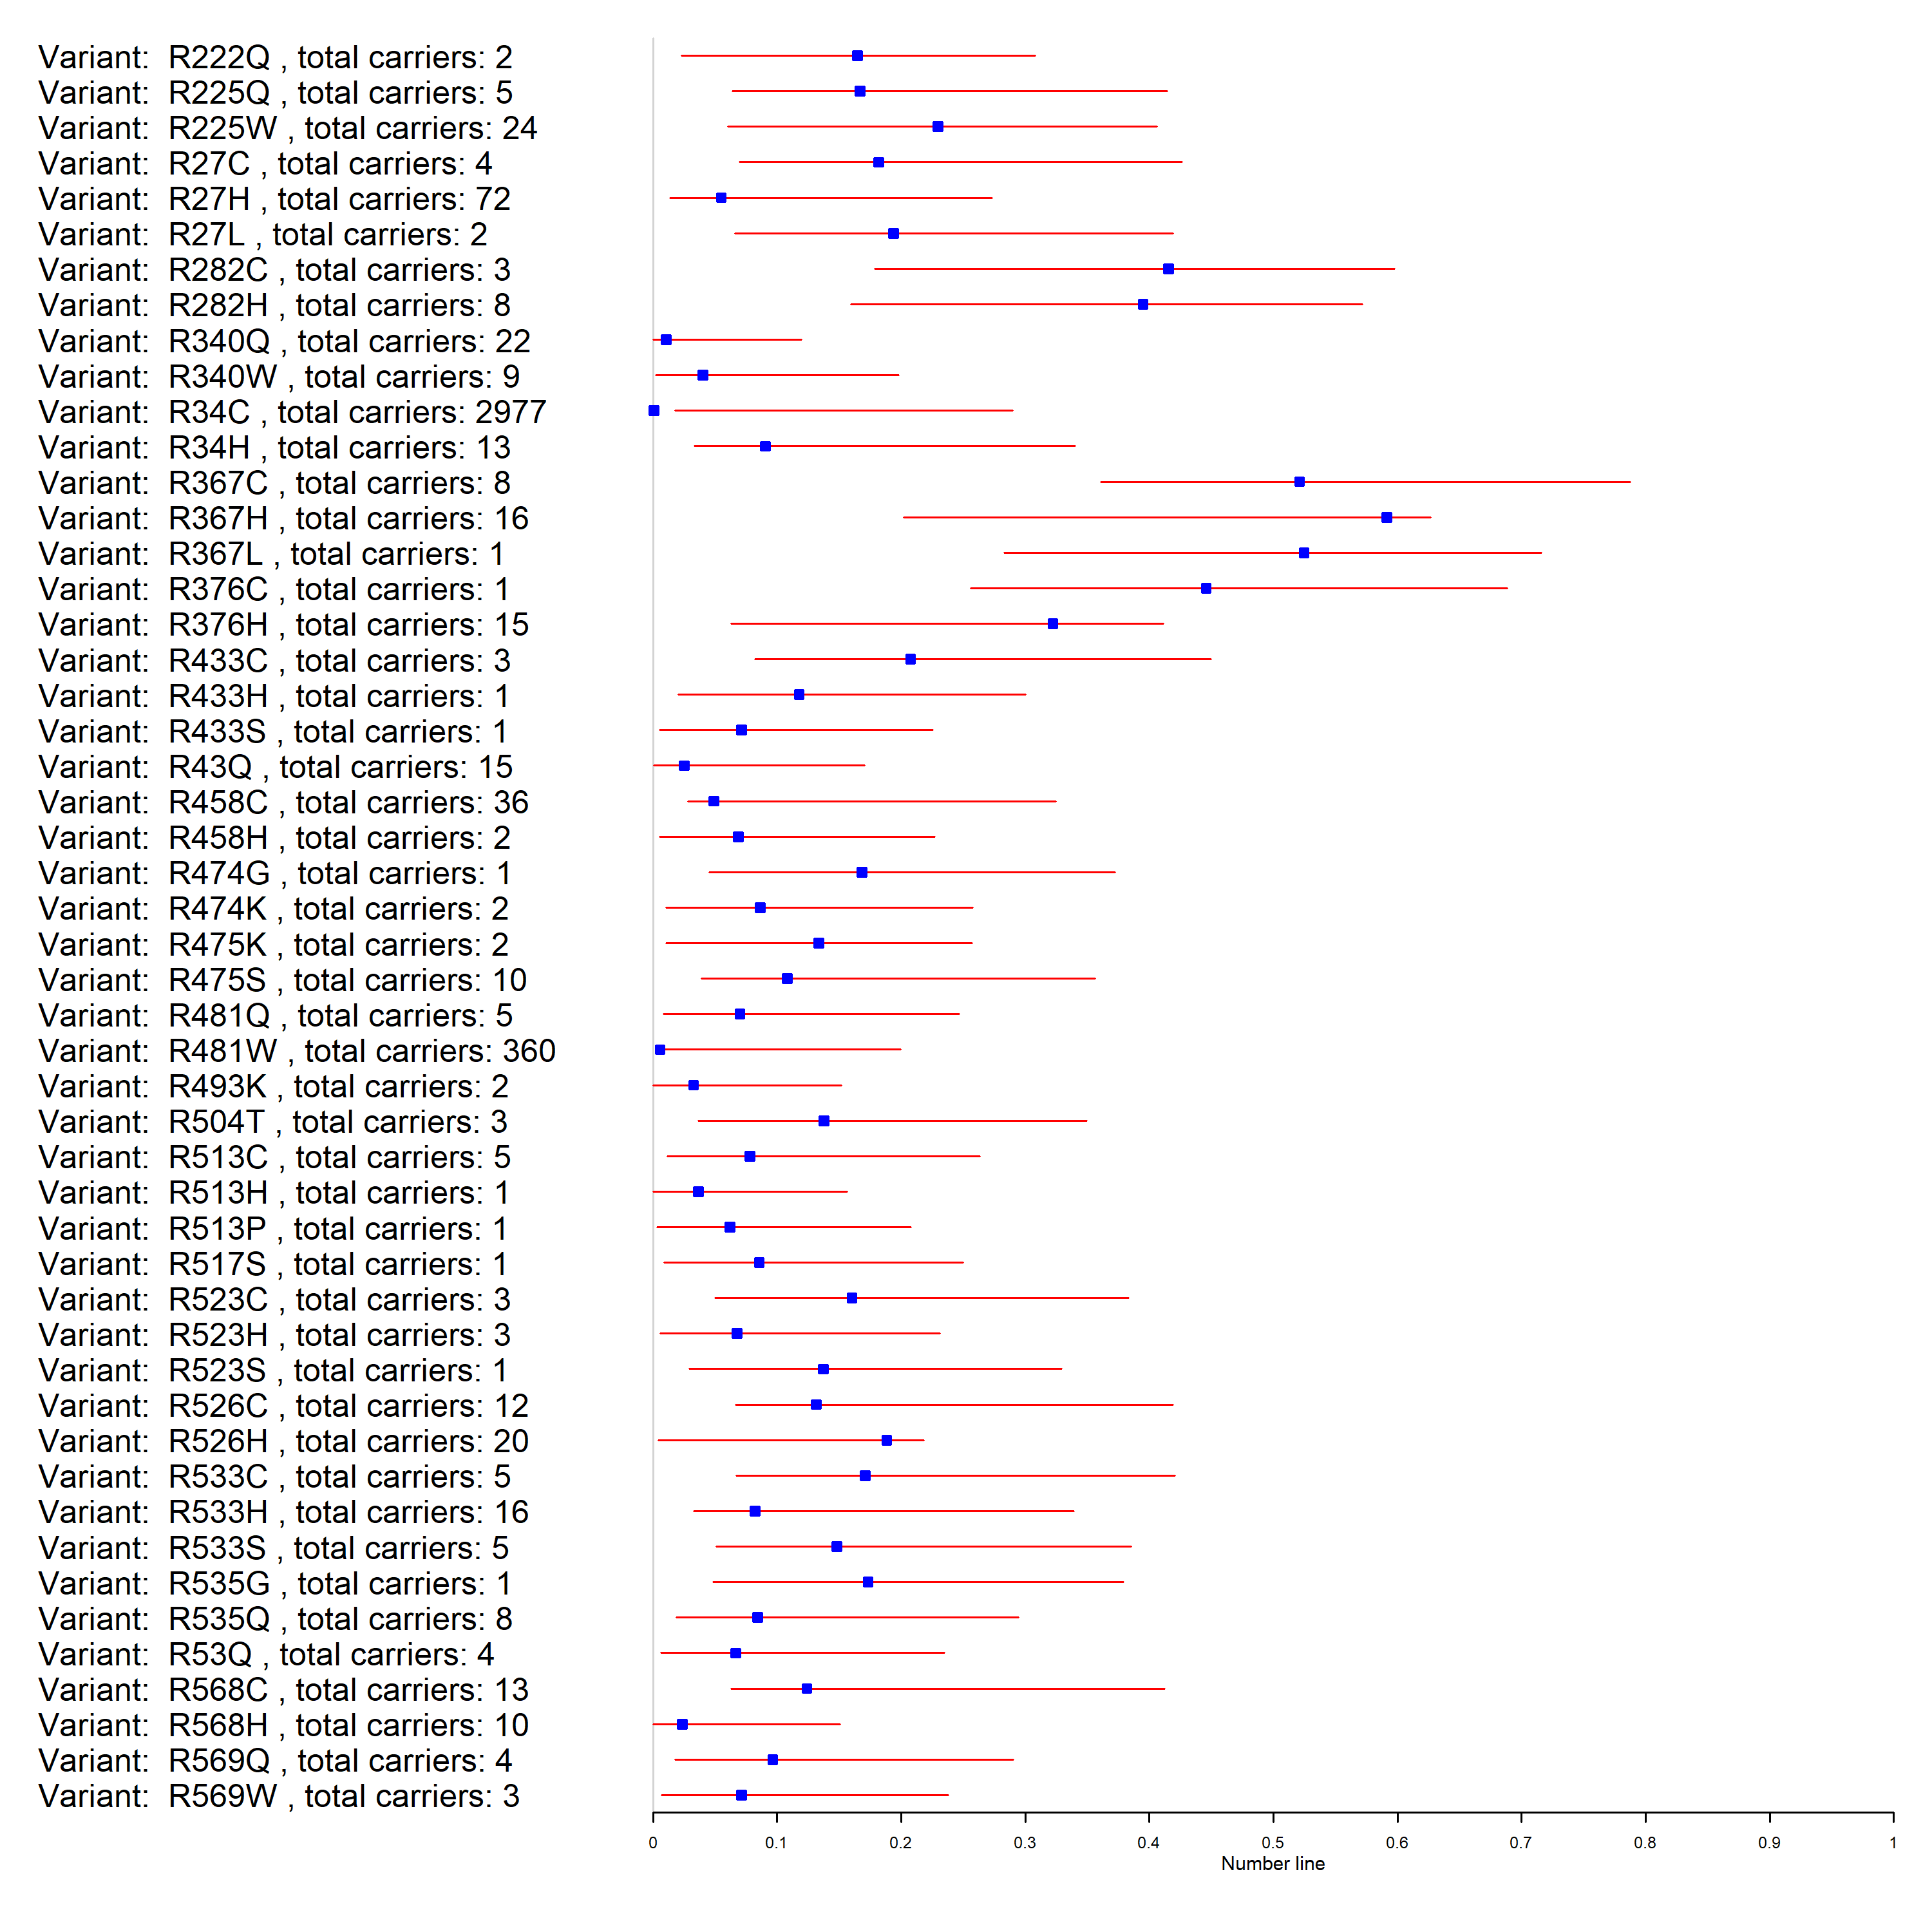 Variant:  R222Q , total carriers: 2
Variant:  R225Q , total carriers: 5
Variant:  R225W , total carriers: 24
Variant:  R27C , total carriers: 4
Variant:  R27H , total carriers: 72
Variant:  R27L , total carriers: 2
Variant:  R282C , total carriers: 3
Variant:  R282H , total carriers: 8
Variant:  R340Q , total carriers: 22
Variant:  R340W , total carriers: 9
Variant:  R34C , total carriers: 2977
Variant:  R34H , total carriers: 13
Variant:  R367C , total carriers: 8
Variant:  R367H , total carriers: 16
Variant:  R367L , total carriers: 1
Variant:  R376C , total carriers: 1
Variant:  R376H , total carriers: 15
Variant:  R433C , total carriers: 3
Variant:  R433H , total carriers: 1
Variant:  R433S , total carriers: 1
Variant:  R43Q , total carriers: 15
Variant:  R458C , total carriers: 36
Variant:  R458H , total carriers: 2
Variant:  R474G , total carriers: 1
Variant:  R474K , total carriers: 2
Variant:  R475K , total carriers: 2
Variant:  R475S , total carriers: 10
Variant:  R481Q , total carriers: 5
Variant:  R481W , total carriers: 360
Variant:  R493K , total carriers: 2
Variant:  R504T , total carriers: 3
Variant:  R513C , total carriers: 5
Variant:  R513H , total carriers: 1
Variant:  R513P , total carriers: 1
Variant:  R517S , total carriers: 1
Variant:  R523C , total carriers: 3
Variant:  R523H , total carriers: 3
Variant:  R523S , total carriers: 1
Variant:  R526C , total carriers: 12
Variant:  R526H , total carriers: 20
Variant:  R533C , total carriers: 5
Variant:  R533H , total carriers: 16
Variant:  R533S , total carriers: 5
Variant:  R535G , total carriers: 1
Variant:  R535Q , total carriers: 8
Variant:  R53Q , total carriers: 4
Variant:  R568C , total carriers: 13
Variant:  R568H , total carriers: 10
Variant:  R569Q , total carriers: 4
Variant:  R569W , total carriers: 3
0 0.1 0.2 0.3 0.4 0.5 0.6 0.7 0.8 0.9 1
Number line